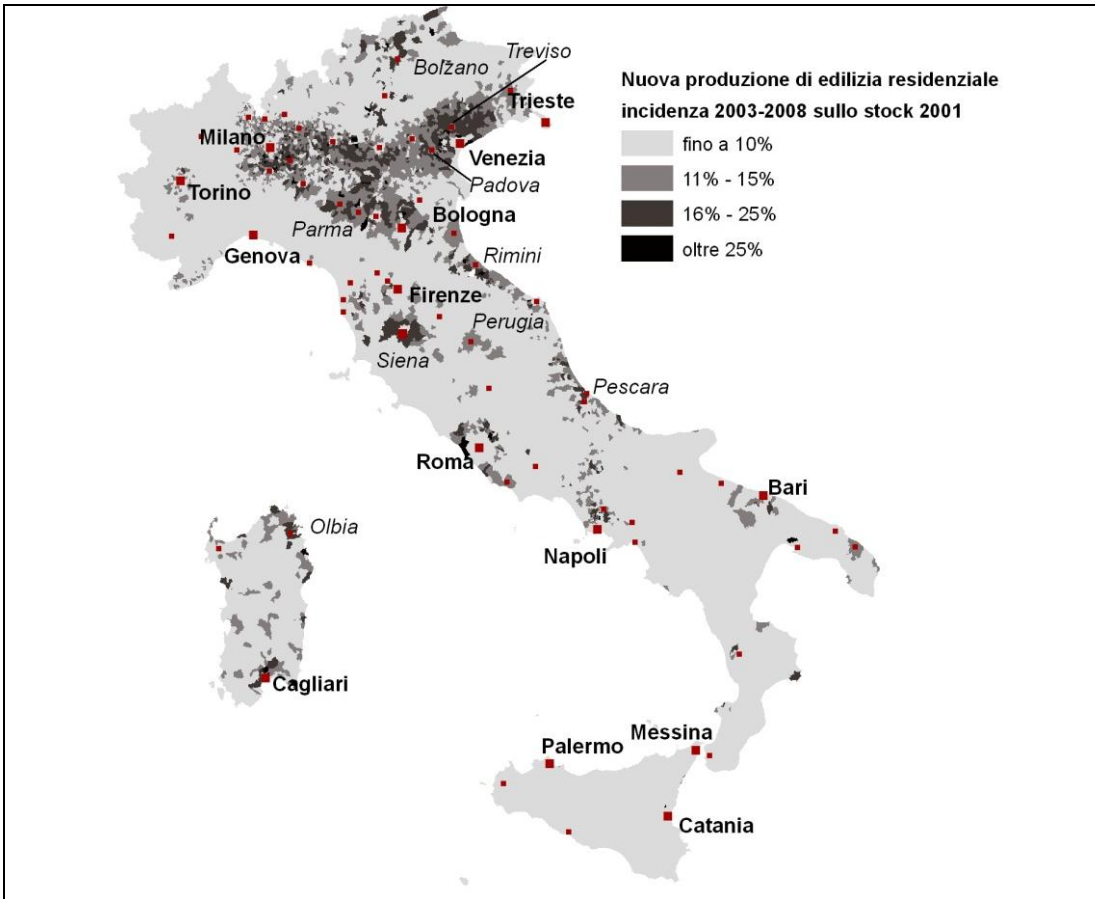 Treviso
Bolzano
Trieste
Milano
Venezia
Padova
Torino
Bologna
Parma
Genova
Rimini
Firenze
Perugia
Siena
Pescara
Roma
Bari
Olbia
Napoli
Cagliari
Messina
Palermo
Catania
Nuova produzione di edilizia residenziale
incidenza 2003-2008 sullo stock 2001
fino a 10%
11% - 15%
16% - 25%
oltre 25%